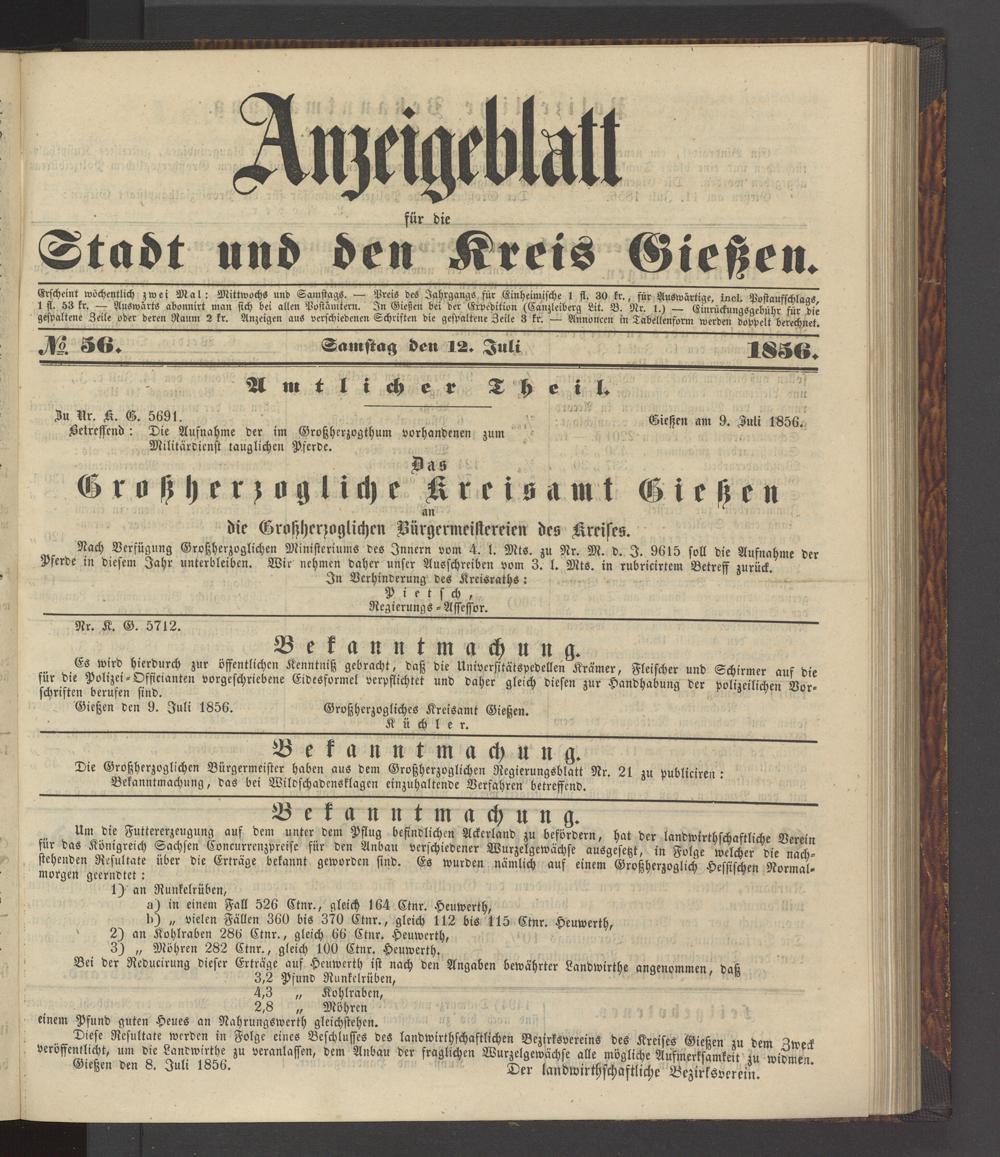 Anzeigeblatt
für die
Stadt und den Kreis Gießen.
Erscheint wöchentlich zwei Mal: Mittwochs und Samstags. — Preis des Jahrgangs für Einheimische 1 fl. 30 kr., für Auswärtige, incl. Postaufschlags,
1 fl. 53 kr. — Auswärts abonnirt man sich bei allen Postämtern. In Gießen bei der Expedition (Canzleiberg Lit. B. Nr. 1.) — Einrückungsgebühr für die
gespaltene Zeile oder deren Raum 2 kr. Anzeigen aus verschiedenen Schriften die gespaltene Zeile 3 kr. — Annoncen in Tabellenform werden doppelt berechnet.
№ 56. Samstag den 12. Juli 1856.
Amtlicher Theil.
Zu Nr. K. G. 5691. Gießen am 9. Juli 1856.
Betreffend: Die Aufnahme der im Großherzogthum vorhandenen zum
Militärdienst tauglichen Pferde.
Das
Großherzogliche Kreisamt Gießen
an
die Großherzoglichen Bürgermeistereien des Kreises.
Nach Verfügung Großherzoglichen Ministeriums des Innern vom 4. l. Mts. zu Nr. M. d. J. 9615 soll die Aufnahme der
Pferde in diesem Jahr unterbleiben. Wir nehmen daher unser Ausschreiben vom 3. l. Mts. in rubricirtem Betreff zurück.
In Verhinderung des Kreisraths:
Pietsch,
Regierungs-Assessor.
Nr. K. G. 5712.
Bekanntmachung.
Es wird hierdurch zur öffentlichen Kenntniß gebracht, daß die Universitätspedellen Krämer, Fleischer und Schirmer auf die
für die Polizei-Officianten vorgeschriebene Eidesformel verpflichtet und daher gleich diesen zur Handhabung der polizeilichen Vor-
schriften berufen sind.
Gießen den 9. Juli 1856. Großherzogliches Kreisamt Gießen.
Küchler.
Bekanntmachung.
Die Großherzoglichen Bürgermeister haben aus dem Großherzoglichen Regierungsblatt Nr. 21 zu publiciren:
Bekanntmachung, das bei Wildschadensklagen einzuhaltende Verfahren betreffend.
Bekanntmachung.
Um die Futtererzeugung auf dem unter dem Pflug befindlichen Ackerland zu befördern, hat der landwirthschaftliche Verein
für das Königreich Sachsen Concurrenzpreise für den Anbau verschiedener Wurzelgewächse ausgesetzt, in Folge welcher die nach-
stehenden Resultate über die Erträge bekannt geworden sind. Es wurden nämlich auf einem Großherzoglich Hessischen Normal-
morgen geerndtet:
1) an Runkelrüben,
a) in einem Fall 526 Ctnr., gleich 164 Ctnr. Heuwerth,
b) „ vielen Fällen 360 bis 370 Ctnr., gleich 112 bis 115 Ctnr. Heuwerth,
2) an Kohlraben 286 Ctnr., gleich 66 Ctnr. Heuwerth,
3) „ Möhren 282 Ctnr., gleich 100 Ctnr. Heuwerth.
Bei der Reducirung dieser Erträge auf Heuwerth ist nach den Angaben bewährter Landwirthe angenommen, daß
3,2 Pfund Runkelrüben,
4,3 „ Kohlraben,
2,8 „ Möhren
einem Pfund guten Heues an Nahrungswerth gleichstehen.
Diese Resultate werden in Folge eines Beschlusses des landwirthschaftlichen Bezirksvereins des Kreises Gießen zu dem Zweck
veröffentlicht, um die Landwirthe zu veranlassen, dem Anbau der fraglichen Wurzelgewächse alle mögliche Aufmerksamkeit zu widmen.
Gießen den 8. Juli 1856. Der landwirthschaftliche Bezirksverein.